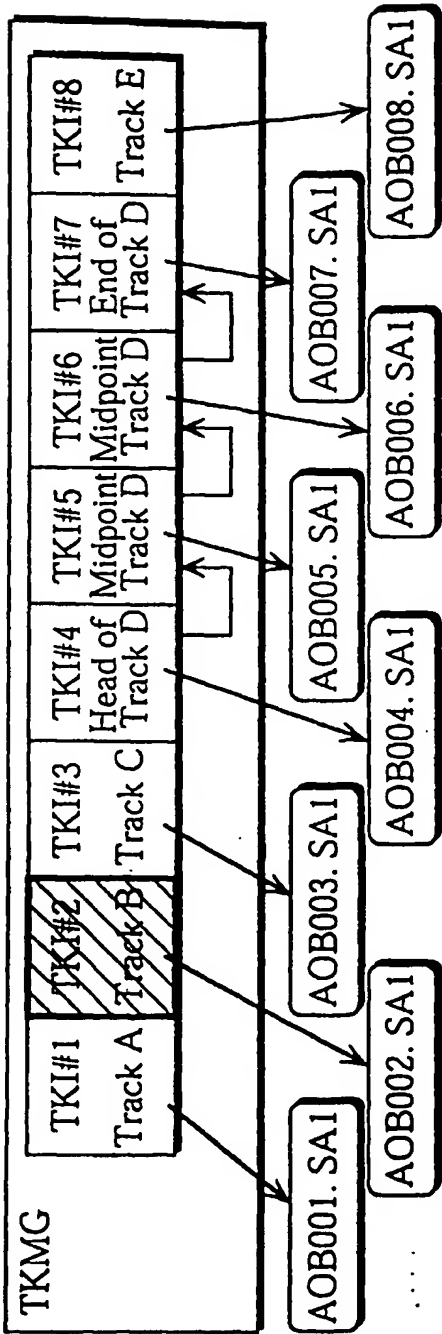 TKMG
TKI#1
Track A
TKI#2
Track B
TKI#3
Track C
TKI#4
Head of
Track D
TKI#5
Midpoint
Track D
TKI#6
Midpoint
Track D
TKI#7
End of
Track D
TKI#8
Track E
AOB001. SA1
AOB002. SA1
AOB003. SA1
AOB004. SA1
AOB005. SA1
AOB006. SA1
AOB007. SA1
AOB008. SA1
....